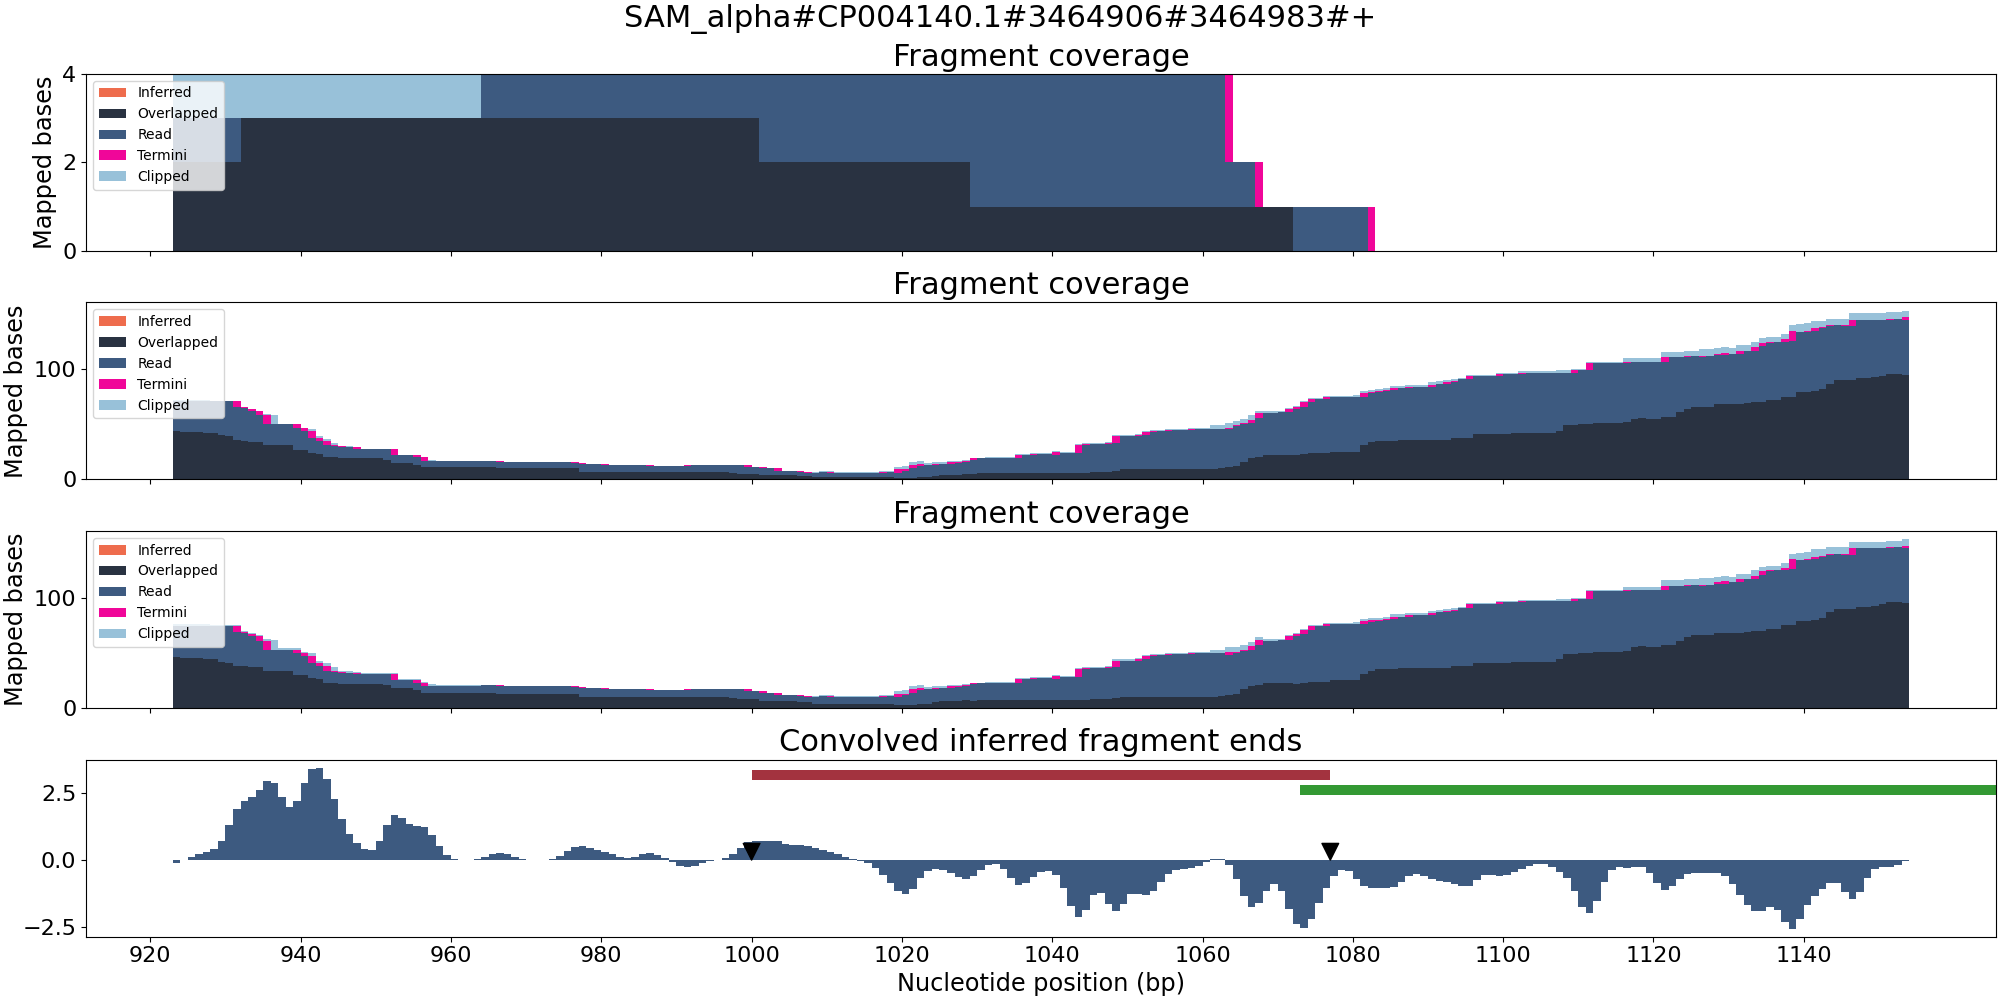 SAM_alpha#CP004140.1#3464906#3464983#+
Fragment coverage
Mapped bases
4
2
0
Inferred
Overlapped
Read
Termini
Clipped
Fragment coverage
Mapped bases
100
0
Inferred
Overlapped
Read
Termini
Clipped
Fragment coverage
Mapped bases
100
0
Inferred
Overlapped
Read
Termini
Clipped
Convolved inferred fragment ends
2.5
0.0
−2.5
920 940 960 980 1000 1020 1040 1060 1080 1100 1120 1140
Nucleotide position (bp)